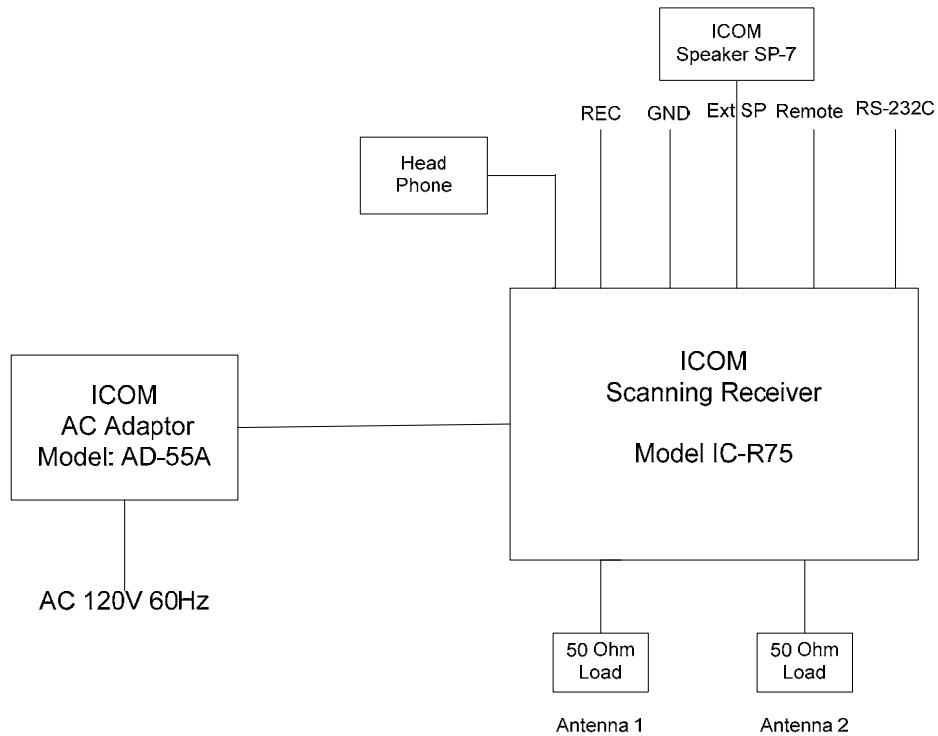 ICOM
Speaker SP-7
REC
GND
Ext SP
Remote
RS-232C
Head
Phone
ICOM
Scanning Receiver
Model IC-R75
ICOM
AC Adaptor
Model: AD-55A
AC 120V 60Hz
50 Ohm
Load
50 Ohm
Load
Antenna 1
Antenna 2